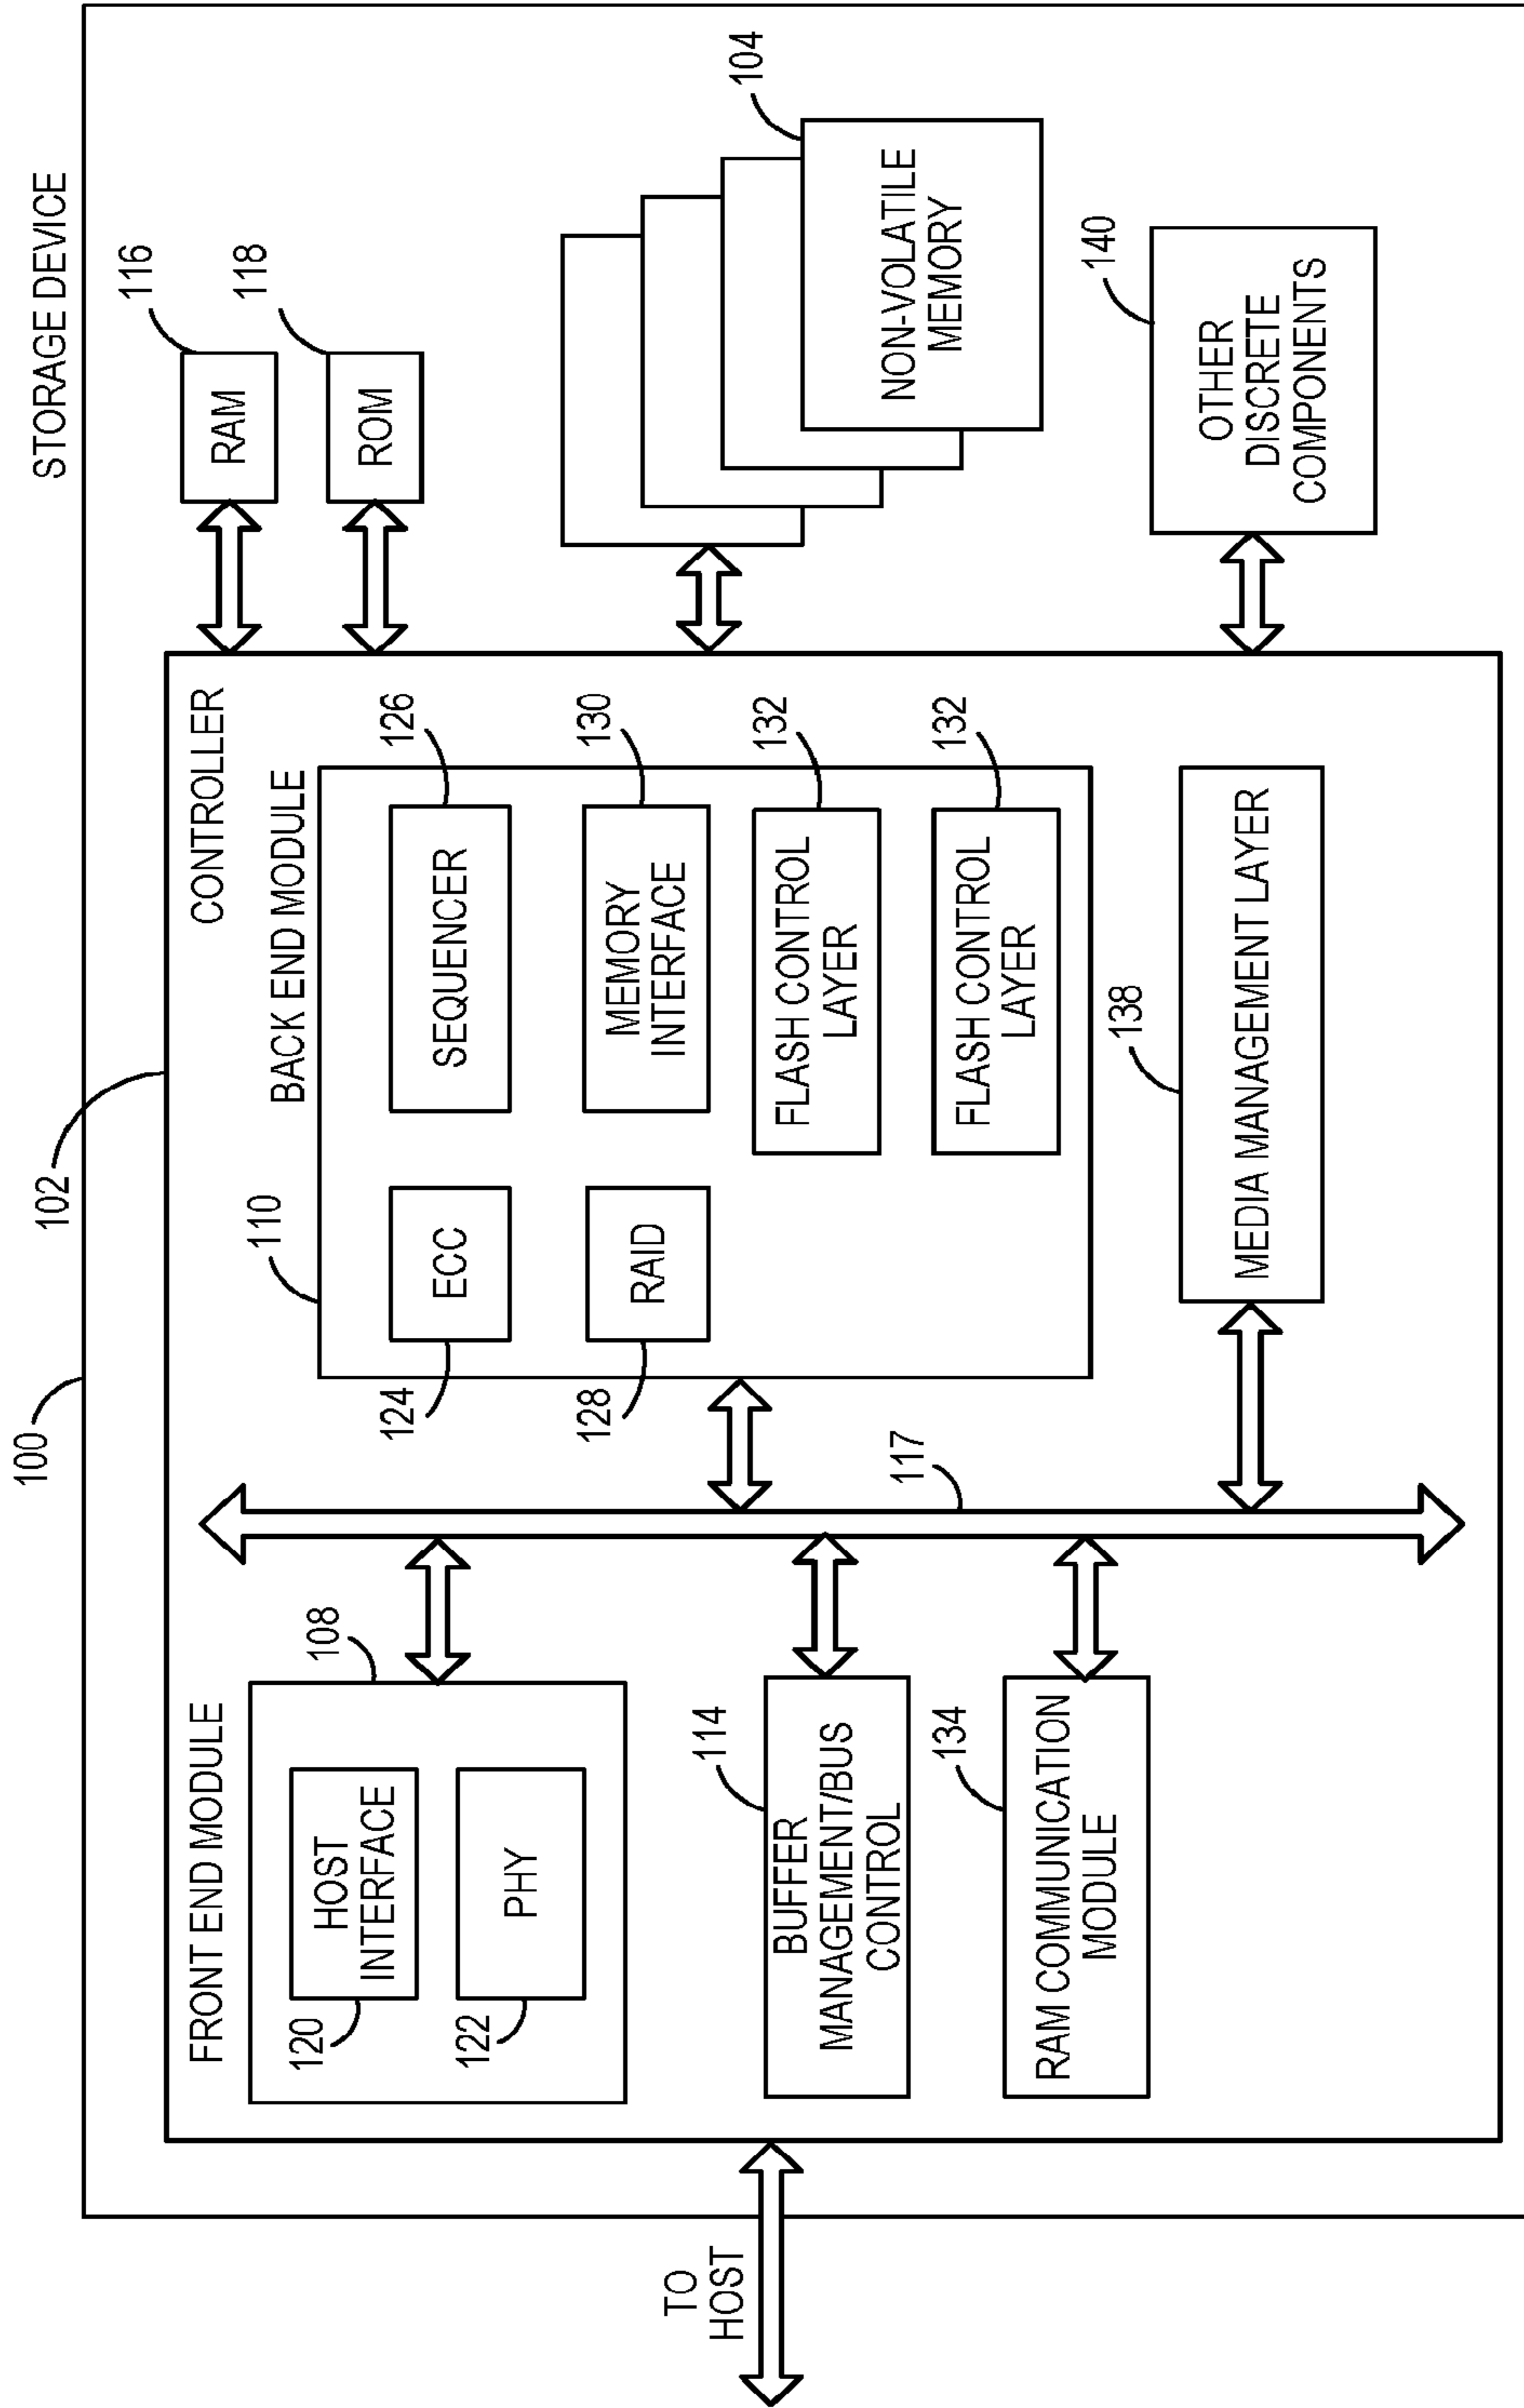 STORAGE DEVICE
100
102
CONTROLLER
FRONT END MODULE
108
HOST
INTERFACE
120
PHY
122
BUFFER
MANAGEMENT/BUS
CONTROL
114
RAM COMMUNICATION
MODULE
134
117
TO
HOST
BACK END MODULE
110
ECC
124
SEQUENCER
126
RAID
128
MEMORY
INTERFACE
130
FLASH CONTROL
LAYER
132
FLASH CONTROL
LAYER
132
MEDIA MANAGEMENT LAYER
138
RAM
116
ROM
118
NON-VOLATILE
MEMORY
104
OTHER
DISCRETE
COMPONENTS
140